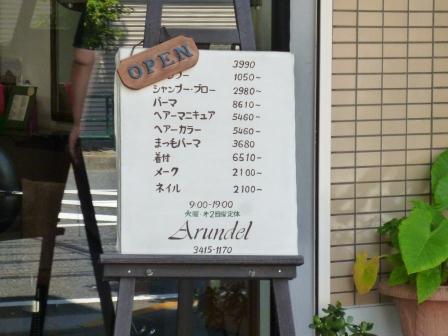 OPEN
3990
1050~
シャンプー・ブロー 2980~
パーマ 8610~
ヘアーマニキュア 5460~
ヘアーカラー 5460~
まつもパーマ 3680
着付 6510~
メーク 2100~
ネイル 2100~
9:00-19:00
火曜・第2日曜定休
Arundel
3415-1170